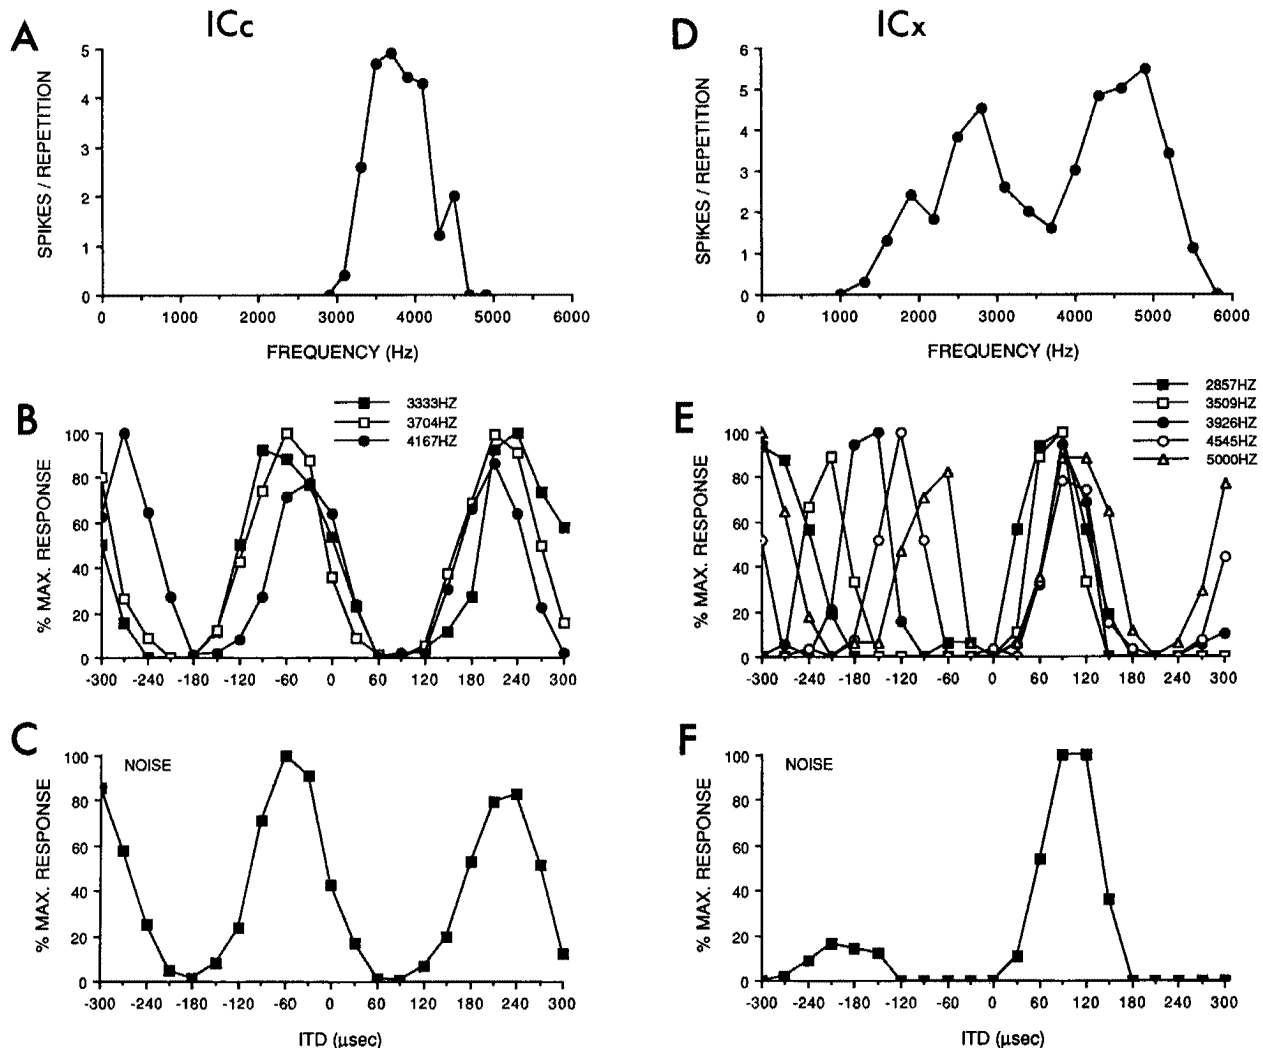 ICc
ICx
A
SPIKES / REPETITION
5
4
3
2
1
0
0 1000 2000 3000 4000 5000 6000
FREQUENCY (Hz)
D
SPIKES / REPETITION
6
5
4
3
2
1
0
0 1000 2000 3000 4000 5000 6000
FREQUENCY (Hz)
B
3333HZ
3704HZ
4167HZ
% MAX. RESPONSE
100
80
60
40
20
0
-300 -240 -180 -120 -60 0 60 120 180 240 300
E
2857HZ
3509HZ
3926HZ
4545HZ
5000HZ
% MAX. RESPONSE
100
80
60
40
20
0
-300 -240 -180 -120 -60 0 60 120 180 240 300
C
NOISE
% MAX. RESPONSE
100
80
60
40
20
0
-300 -240 -180 -120 -60 0 60 120 180 240 300
ITD (μsec)
F
NOISE
% MAX. RESPONSE
100
80
60
40
20
0
-300 -240 -180 -120 -60 0 60 120 180 240 300
ITD (μsec)